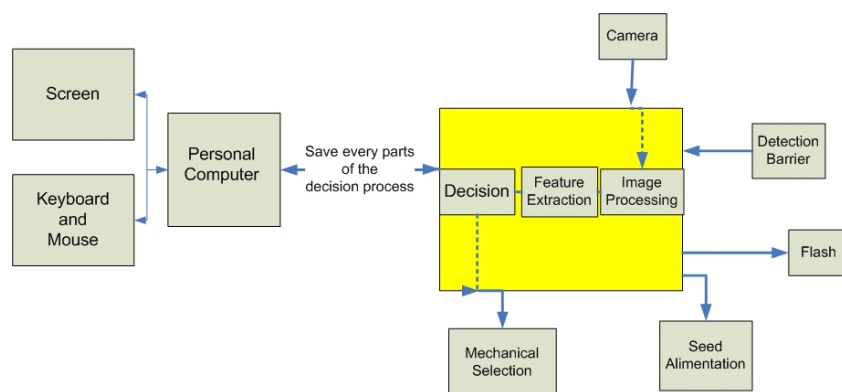 Camera
Screen
Personal
Computer
Save every parts
of the
decision process
Detection
Barrier
Decision
Feature
Extraction
Image
Processing
Keyboard
and
Mouse
Flash
Mechanical
Selection
Seed
Alimentation